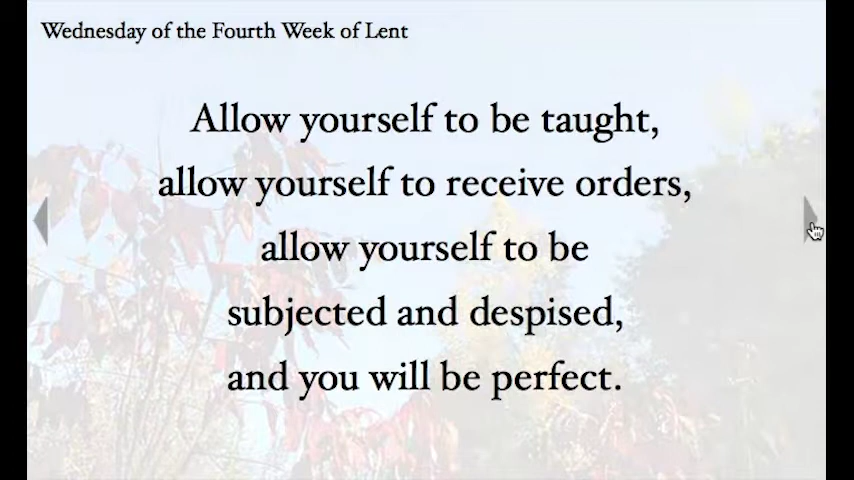 Wednesday of the Fourth Week of Lent
Allow yourself to be taught,
allow yourself to receive orders,
allow yourself to be
subjected and despised,
and you will be perfect.